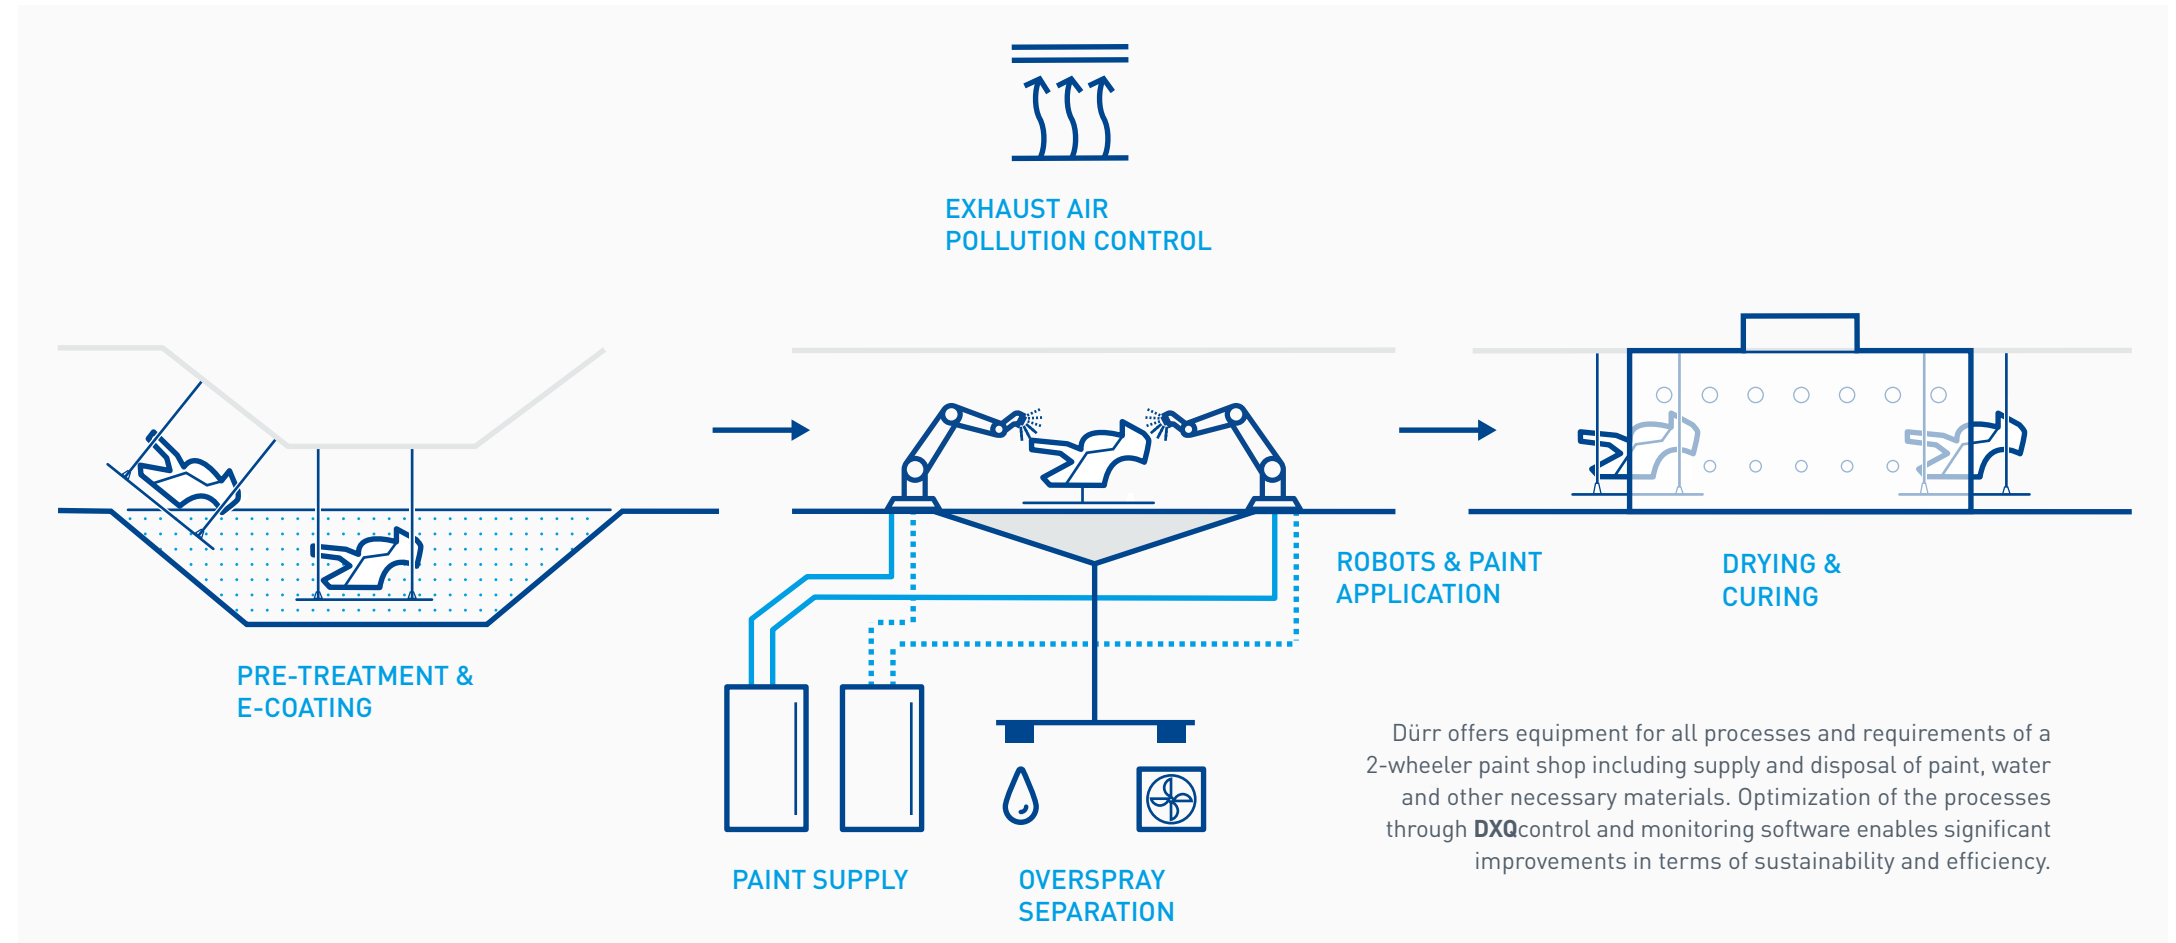 EXHAUST AIR
POLLUTION CONTROL
PRE-TREATMENT &
E-COATING
ROBOTS & PAINT
APPLICATION
DRYING &
CURING
PAINT SUPPLY
OVERSPRAY
SEPARATION
Dürr offers equipment for all processes and requirements of a
2-wheeler paint shop including supply and disposal of paint, water
and other necessary materials. Optimization of the processes
through DXQcontrol and monitoring software enables significant
improvements in terms of sustainability and efficiency.